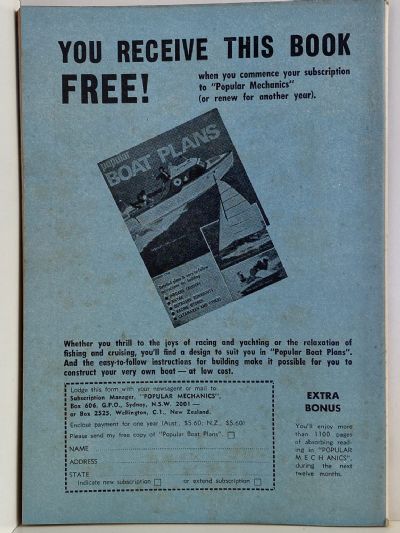 YOU RECEIVE THIS BOOK
FREE!
when you commence your subscription
to "Popular Mechanics"
(or renew for another year).
popular
BOAT PLANS
Whether you thrill to the joys of racing and yachting or the relaxation of
fishing and cruising, you'll find a design to suit you in "Popular Boat Plans".
And the easy-to-follow instructions for building make it possible for you to
construct your very own boat — at low cost.
Lodge this form with your newsagent or mail to
Subscription Manager, "POPULAR MECHANICS",
Box 606, G.P.O., Sydney, N.S.W. 2001 —
or Box 2525, Wellington, C.1., New Zealand.
Enclose payment for one year (Aust., $5.60; N.Z., $5.60)
Please send my free copy of "Popular Boat Plans".
NAME
ADDRESS
STATE
Indicate new subscription
or extend subscription
EXTRA
BONUS
You'll enjoy more
than 1100 pages
of absorbing read-
ing in "POPULAR
MECHANICS",
during the next
twelve months.